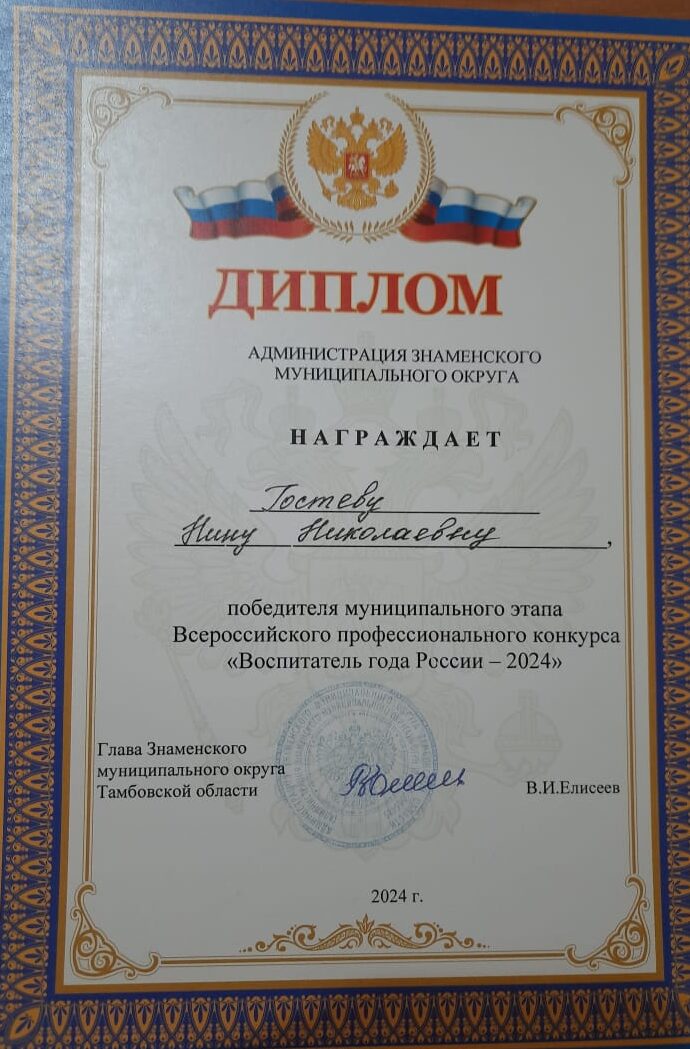 ДИПЛОМ
АДМИНИСТРАЦИЯ ЗНАМЕНСКОГО
МУНИЦИПАЛЬНОГО ОКРУГА
НАГРАЖДАЕТ
Гостеву
Нину Николаевну,
победителя муниципального этапа
Всероссийского профессионального конкурса
«Воспитатель года России – 2024»
Глава Знаменского
муниципального округа
Тамбовской области
В.И.Елисеев
2024 г.